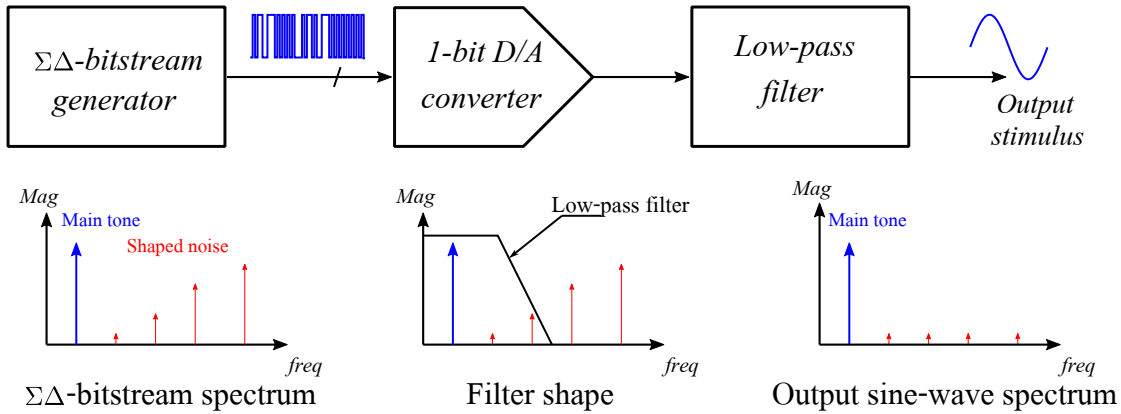 ΣΔ-bitstream
generator
1-bit D/A
converter
Low-pass
filter
Output
stimulus
Mag
Main tone
Shaped noise
freq
ΣΔ-bitstream spectrum
Mag
Low-pass filter
freq
Filter shape
Mag
Main tone
freq
Output sine-wave spectrum